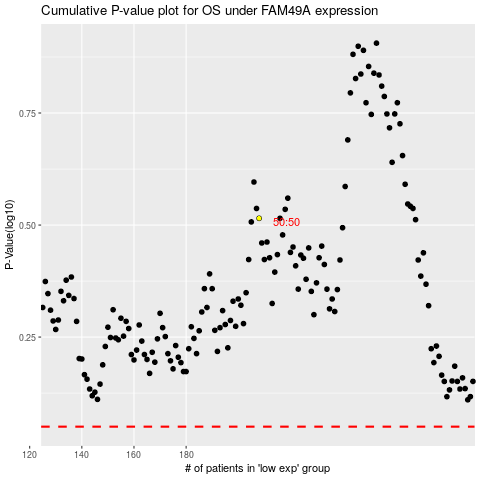 Cumulative P-value plot for OS under FAM49A expression
P-Value(log10)
0.75
0.50
0.25
50:50
120 140 160 180
# of patients in 'low exp' group